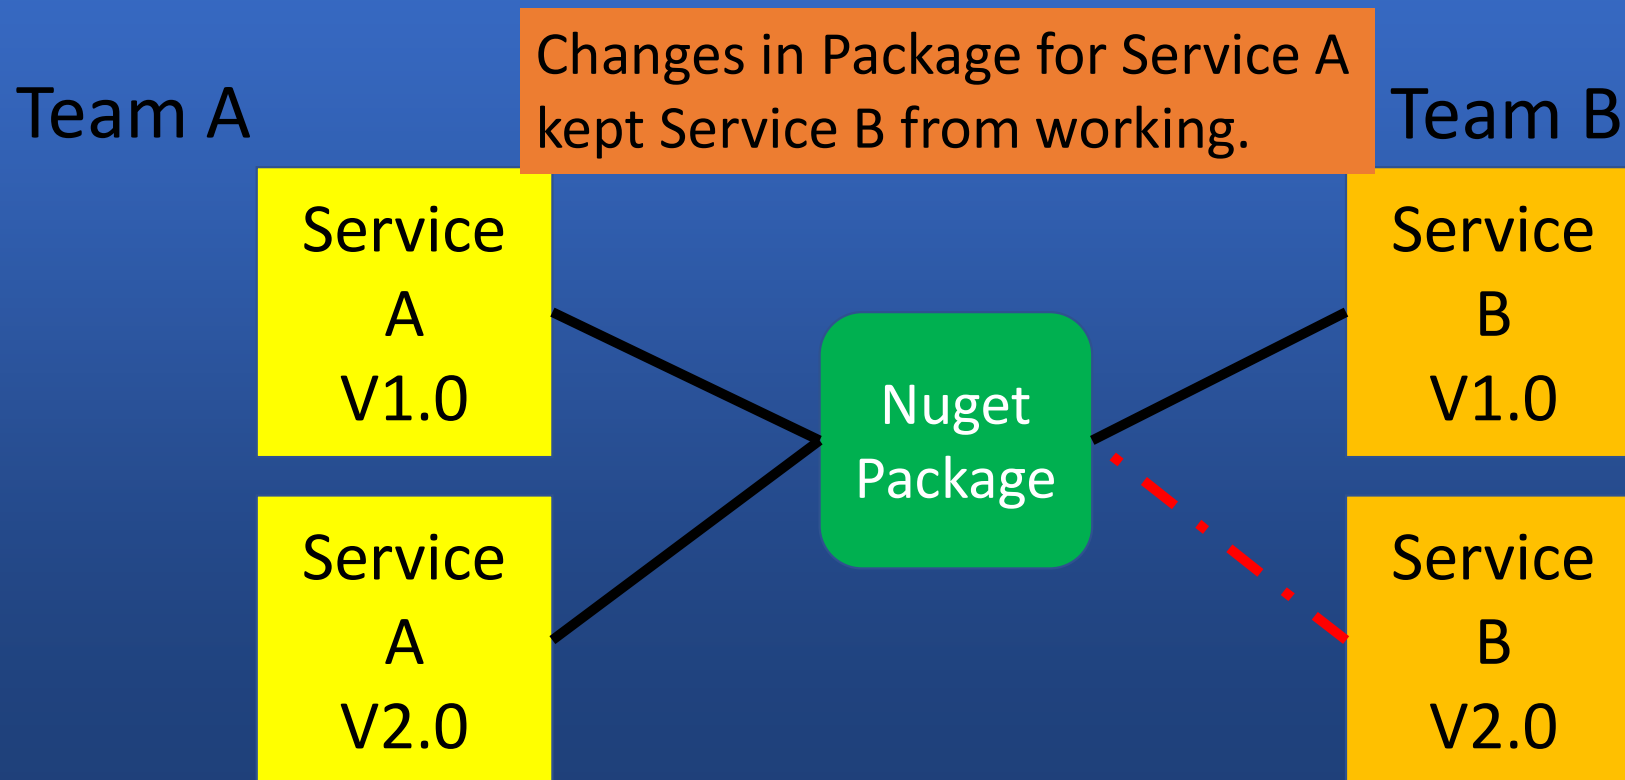 Team A
Changes in Package for Service A
kept Service B from working.
Team B
Service
A
V1.0
Service
B
V1.0
Nuget
Package
Service
A
V2.0
Service
B
V2.0